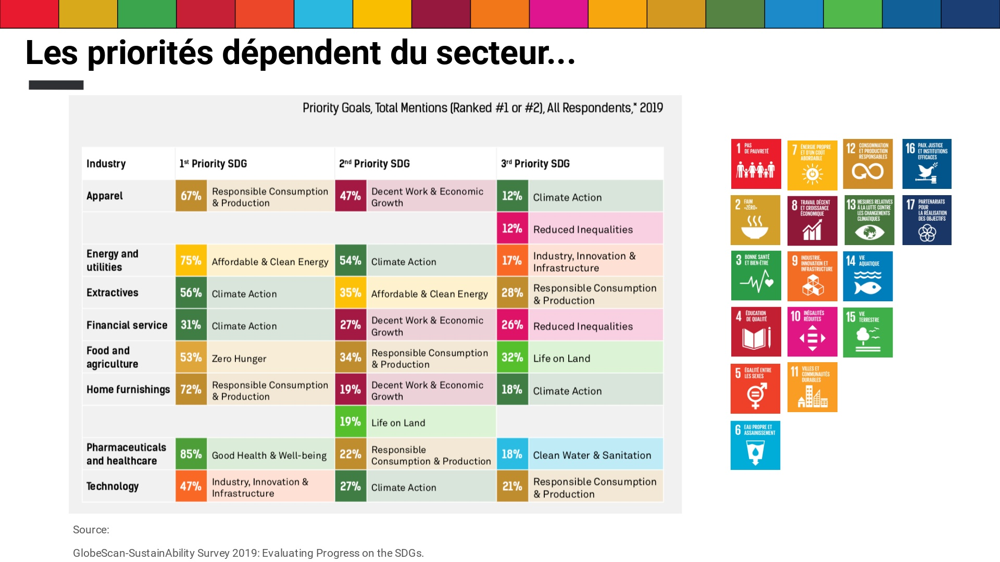 Les priorités dépendent du secteur...
Priority Goals, Total Mentions (Ranked #1 or #2), All Respondents,* 2019
Industry
1st Priority SDG
2nd Priority SDG
3rd Priority SDG
Apparel
67%
Responsible Consumption
& Production
47%
Decent Work & Economic
Growth
12%
Climate Action
12%
Reduced Inequalities
Energy and
utilities
75%
Affordable & Clean Energy
54%
Climate Action
17%
Industry, Innovation &
Infrastructure
Extractives
56%
Climate Action
35%
Affordable & Clean Energy
28%
Responsible Consumption
& Production
Financial service
31%
Climate Action
27%
Decent Work & Economic
Growth
26%
Reduced Inequalities
Food and
agriculture
53%
Zero Hunger
34%
Responsible Consumption
& Production
32%
Life on Land
Home furnishings
72%
Responsible Consumption
& Production
19%
Decent Work & Economic
Growth
18%
Climate Action
19%
Life on Land
Pharmaceuticals
and healthcare
85%
Good Health & Well-being
22%
Responsible
Consumption & Production
18%
Clean Water & Sanitation
Technology
47%
Industry, Innovation &
Infrastructure
27%
Climate Action
21%
Responsible Consumption
& Production
1 PAS
DE PAUVRETÉ
2 FAIM
«ZÉRO»
3 BONNE SANTÉ
ET BIEN-ÊTRE
4 ÉDUCATION
DE QUALITÉ
5 ÉGALITÉ ENTRE
LES SEXES
6 EAU PROPRE ET
ASSAINISSEMENT
7 ÉNERGIE PROPRE
ET D'UN COÛT
ABORDABLE
8 TRAVAIL DÉCENT
ET CROISSANCE
ÉCONOMIQUE
9 INDUSTRIE,
INNOVATION ET
INFRASTRUCTURE
10 INÉGALITÉS
RÉDUITES
11 VILLES ET
COMMUNAUTÉS
DURABLES
12 CONSOMMATION
ET PRODUCTION
RESPONSABLES
13 MESURES RELATIVES
À LA LUTTE CONTRE
LES CHANGEMENTS
CLIMATIQUES
14 VIE
AQUATIQUE
15 VIE
TERRESTRE
16 PAIX, JUSTICE
ET INSTITUTIONS
EFFICACES
17 PARTENARIATS
POUR
LA RÉALISATION
DES OBJECTIFS
Source:
GlobeScan-SustainAbility Survey 2019: Evaluating Progress on the SDGs.